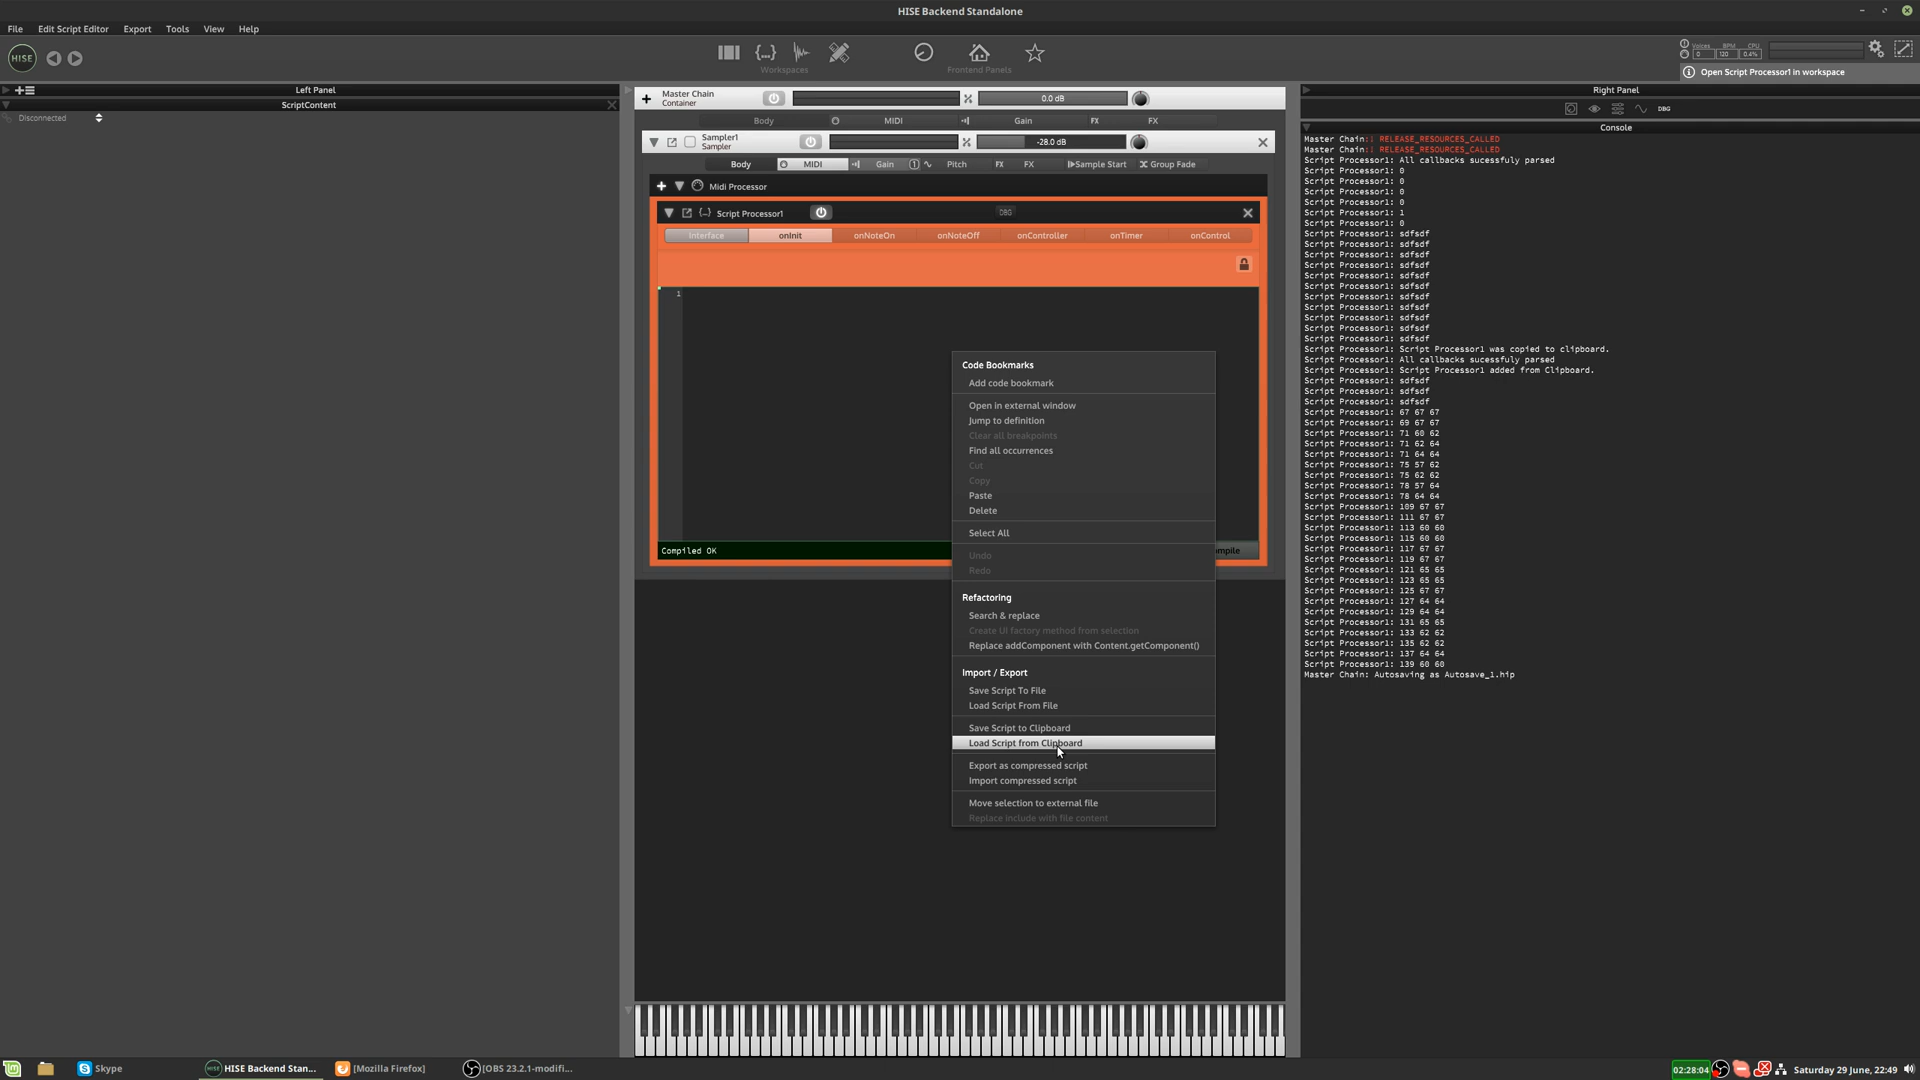 HISE Backend Standalone
File Edit Script Editor Export Tools View Help
HISE
Workspaces
Frontend Panels
Voices BPM CPU
0 120 0.4%
Open Script Processor1 in workspace
Left Panel
ScriptContent
Disconnected
Master Chain
Container
0.0 dB
Body MIDI Gain FX FX
Sampler1
Sampler
-28.0 dB
Body MIDI Gain 1 Pitch FX FX Sample Start Group Fade
Midi Processor
Script Processor1 DBG
Interface onInit onNoteOn onNoteOff onController onTimer onControl
1
Compiled OK
mpile
Code Bookmarks
Add code bookmark
Open in external window
Jump to definition
Clear all breakpoints
Find all occurrences
Cut
Copy
Paste
Delete
Select All
Undo
Redo
Refactoring
Search & replace
Create UI factory method from selection
Replace addComponent with Content.getComponent()
Import / Export
Save Script To File
Load Script From File
Save Script to Clipboard
Load Script from Clipboard
Export as compressed script
Import compressed script
Move selection to external file
Replace include with file content
Right Panel
DBG
Console
Master Chain:: RELEASE_RESOURCES_CALLED
Master Chain:: RELEASE_RESOURCES_CALLED
Script Processor1: All callbacks sucessfuly parsed
Script Processor1: 0
Script Processor1: 0
Script Processor1: 0
Script Processor1: 0
Script Processor1: 1
Script Processor1: 0
Script Processor1: sdfsdf
Script Processor1: sdfsdf
Script Processor1: sdfsdf
Script Processor1: sdfsdf
Script Processor1: sdfsdf
Script Processor1: sdfsdf
Script Processor1: sdfsdf
Script Processor1: sdfsdf
Script Processor1: sdfsdf
Script Processor1: sdfsdf
Script Processor1: sdfsdf
Script Processor1: Script Processor1 was copied to clipboard.
Script Processor1: All callbacks sucessfuly parsed
Script Processor1: Script Processor1 added from Clipboard.
Script Processor1: sdfsdf
Script Processor1: sdfsdf
Script Processor1: sdfsdf
Script Processor1: 67 67 67
Script Processor1: 69 67 67
Script Processor1: 71 60 62
Script Processor1: 71 62 64
Script Processor1: 71 64 64
Script Processor1: 75 57 62
Script Processor1: 75 62 62
Script Processor1: 78 57 64
Script Processor1: 78 64 64
Script Processor1: 109 67 67
Script Processor1: 111 67 67
Script Processor1: 113 60 60
Script Processor1: 115 60 60
Script Processor1: 117 67 67
Script Processor1: 119 67 67
Script Processor1: 121 65 65
Script Processor1: 123 65 65
Script Processor1: 125 67 67
Script Processor1: 127 64 64
Script Processor1: 129 64 64
Script Processor1: 131 65 65
Script Processor1: 133 62 62
Script Processor1: 135 62 62
Script Processor1: 137 64 64
Script Processor1: 139 60 60
Master Chain: Autosaving as Autosave_1.hip
Skype
HISE Backend Stan...
[Mozilla Firefox]
[OBS 23.2.1-modifi...
02:28:04
Saturday 29 June, 22:49